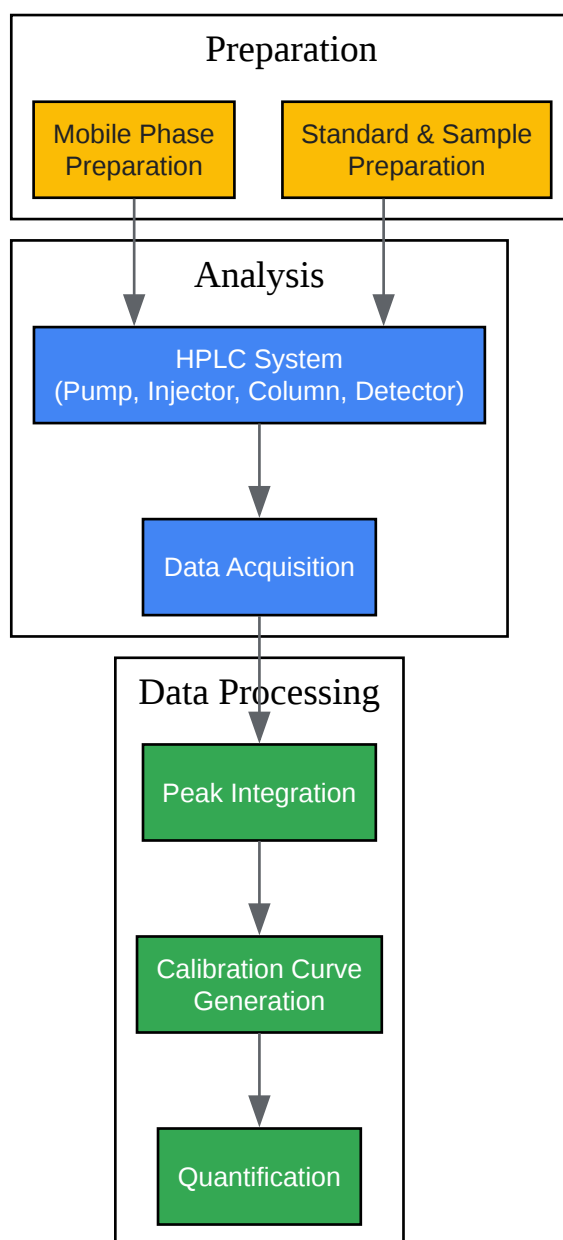 Preparation
Mobile Phase
Preparation
Standard & Sample
Preparation
Analysis
HPLC System
(Pump, Injector, Column, Detector)
Data Acquisition
Data Processing
Peak Integration
Calibration Curve
Generation
Quantification